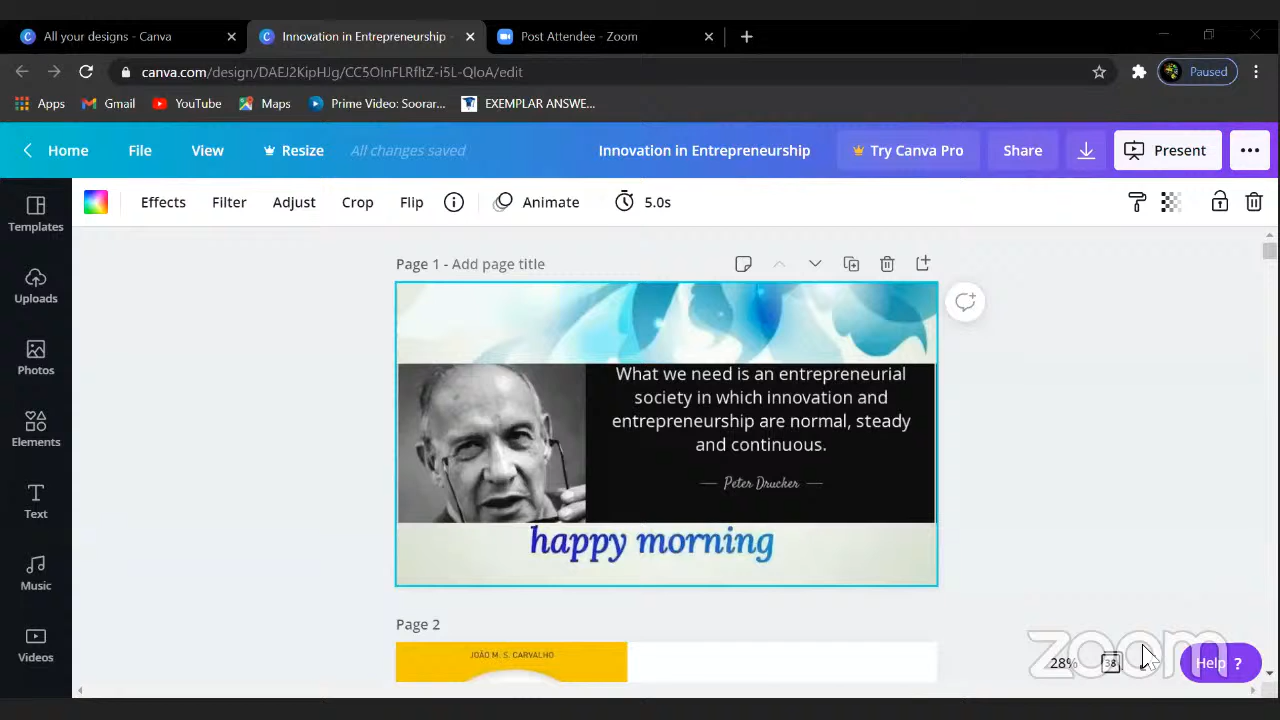 All your designs - Canva
Innovation in Entrepreneurship -
Post Attendee - Zoom
canva.com/design/DAEJ2KipHJg/CC5OInFLRfltZ-i5L-QIoA/edit
Paused
Apps
Gmail
YouTube
Maps
Prime Video: Soorar...
EXEMPLAR ANSWE...
Home
File
View
Resize
All changes saved
Innovation in Entrepreneurship
Try Canva Pro
Share
Present
Effects
Filter
Adjust
Crop
Flip
Animate
5.0s
Templates
Uploads
Photos
Elements
Text
Music
Videos
Page 1 - Add page title
What we need is an entrepreneurial
society in which innovation and
entrepreneurship are normal, steady
and continuous.
— Peter Drucker —
happy morning
Page 2
JOÃO M. S. CARVALHO
28%
38
Help ?
zoom